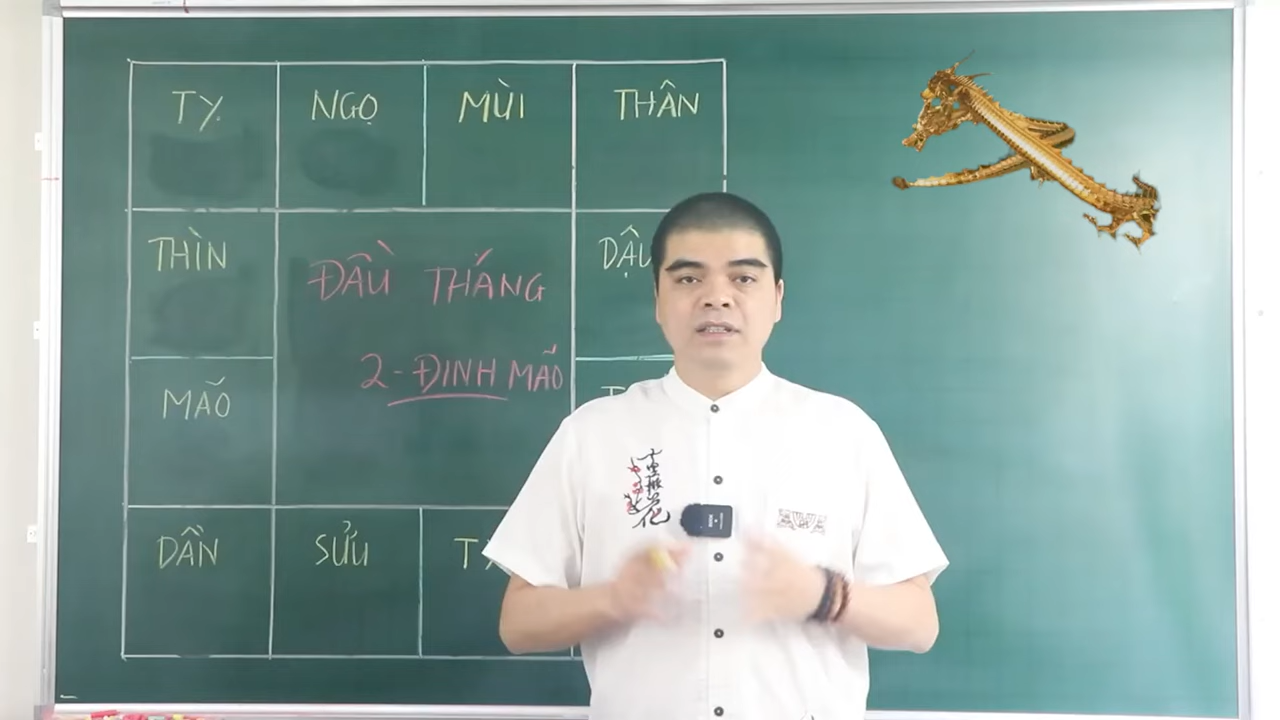 TỴ NGỌ MÙI THÂN
THÌN
ĐẦU THÁNG
DẬU
2-ĐINH MÃO
MÃO
DẦN SỬU